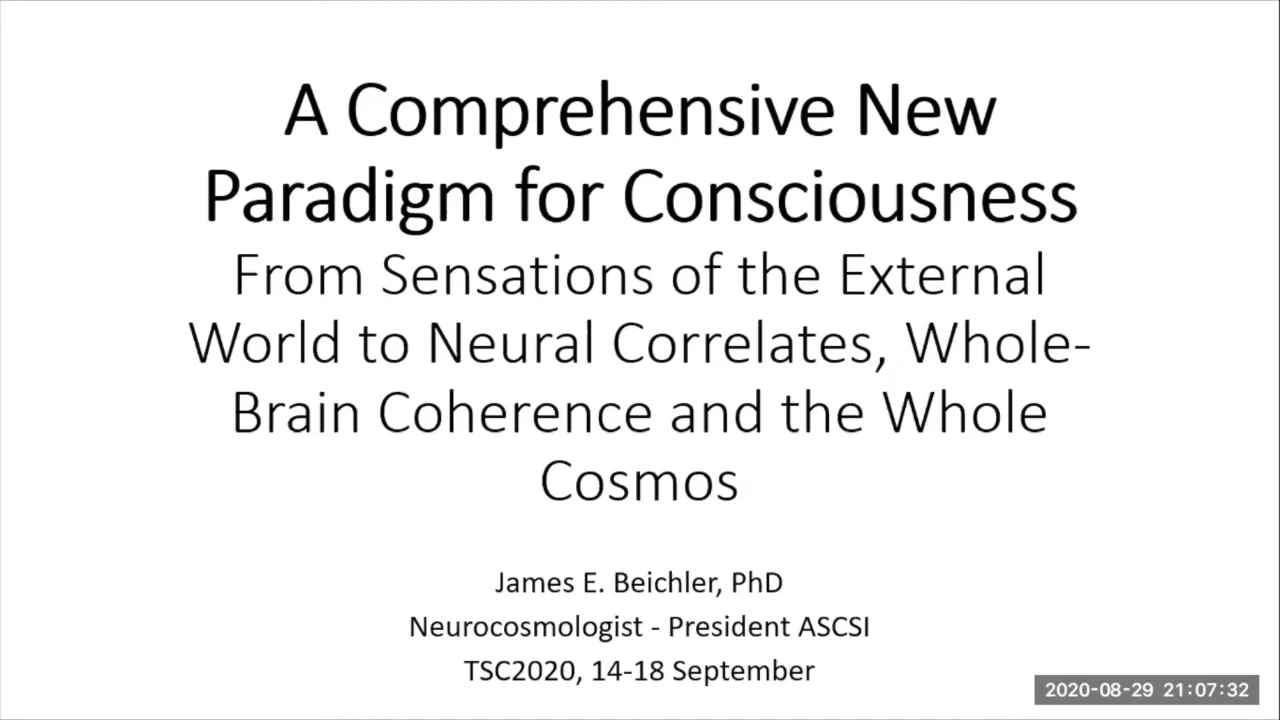 A Comprehensive New
Paradigm for Consciousness
From Sensations of the External
World to Neural Correlates, Whole-
Brain Coherence and the Whole
Cosmos
James E. Beichler, PhD
Neurocosmologist - President ASCSI
TSC2020, 14-18 September
2020-08-29 21:07:32